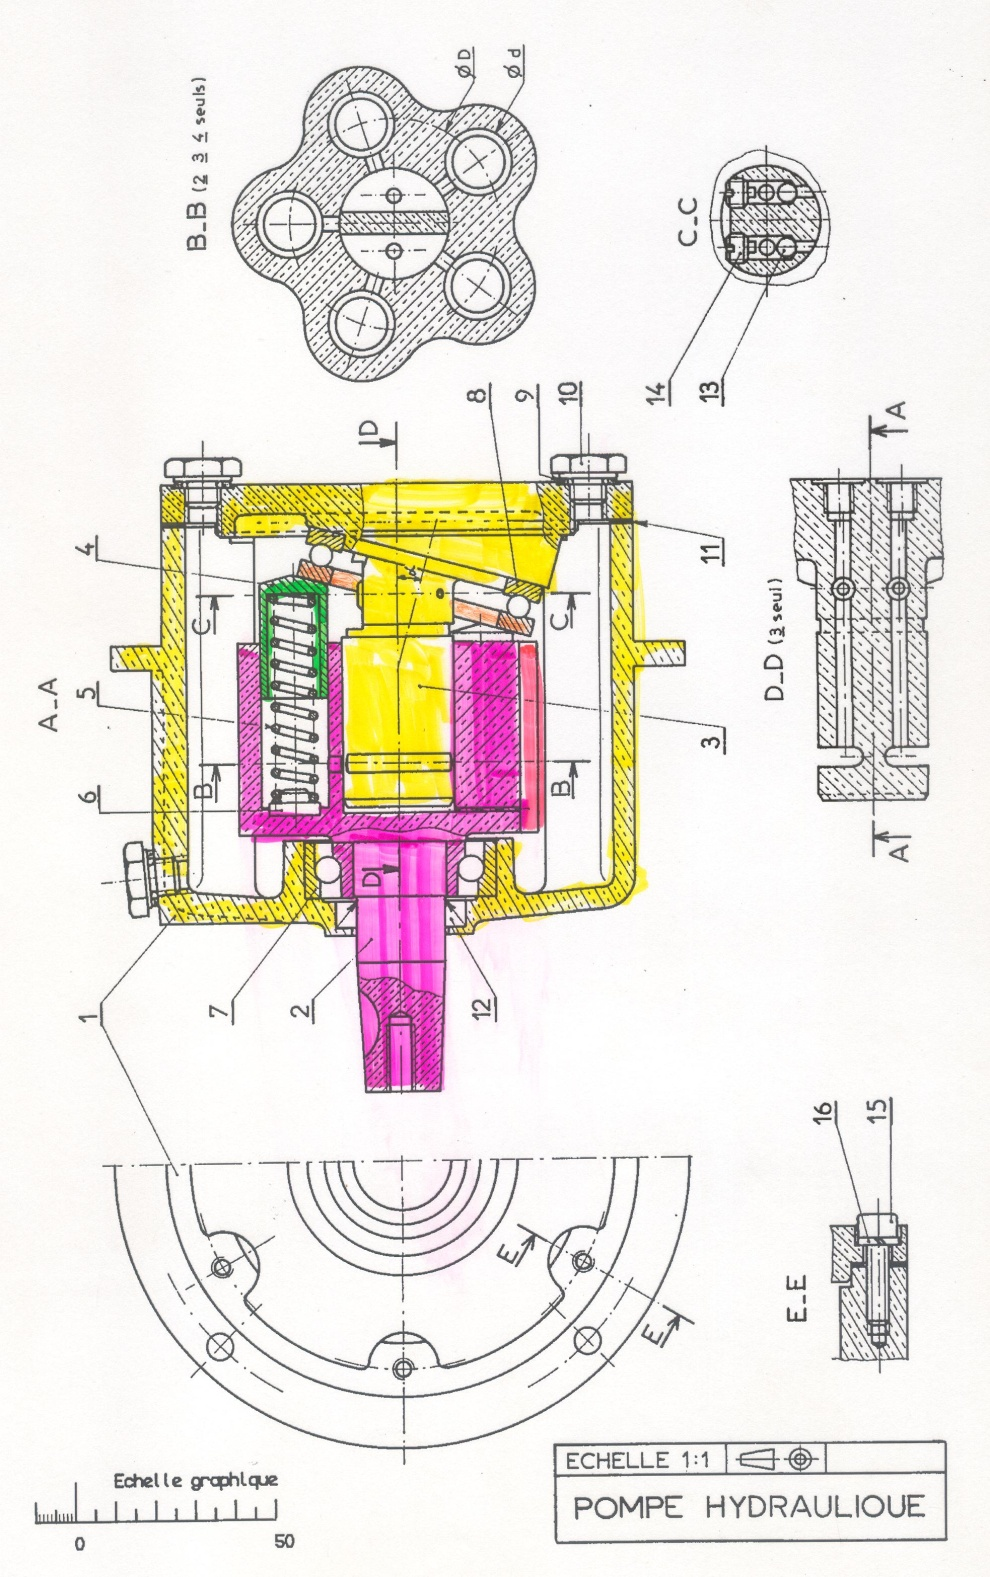 B_B (2 3 4 seuls)
ØD
Ød
C_C
14
13
A_A
4
5
6
C
B
D
8
9
10
11
C
B
3
D
D_D (3 seul)
A
A
1
7
2
12
E
E
E_E
16
15
Echelle graphique
0
50
ECHELLE 1:1
POMPE HYDRAULIQUE